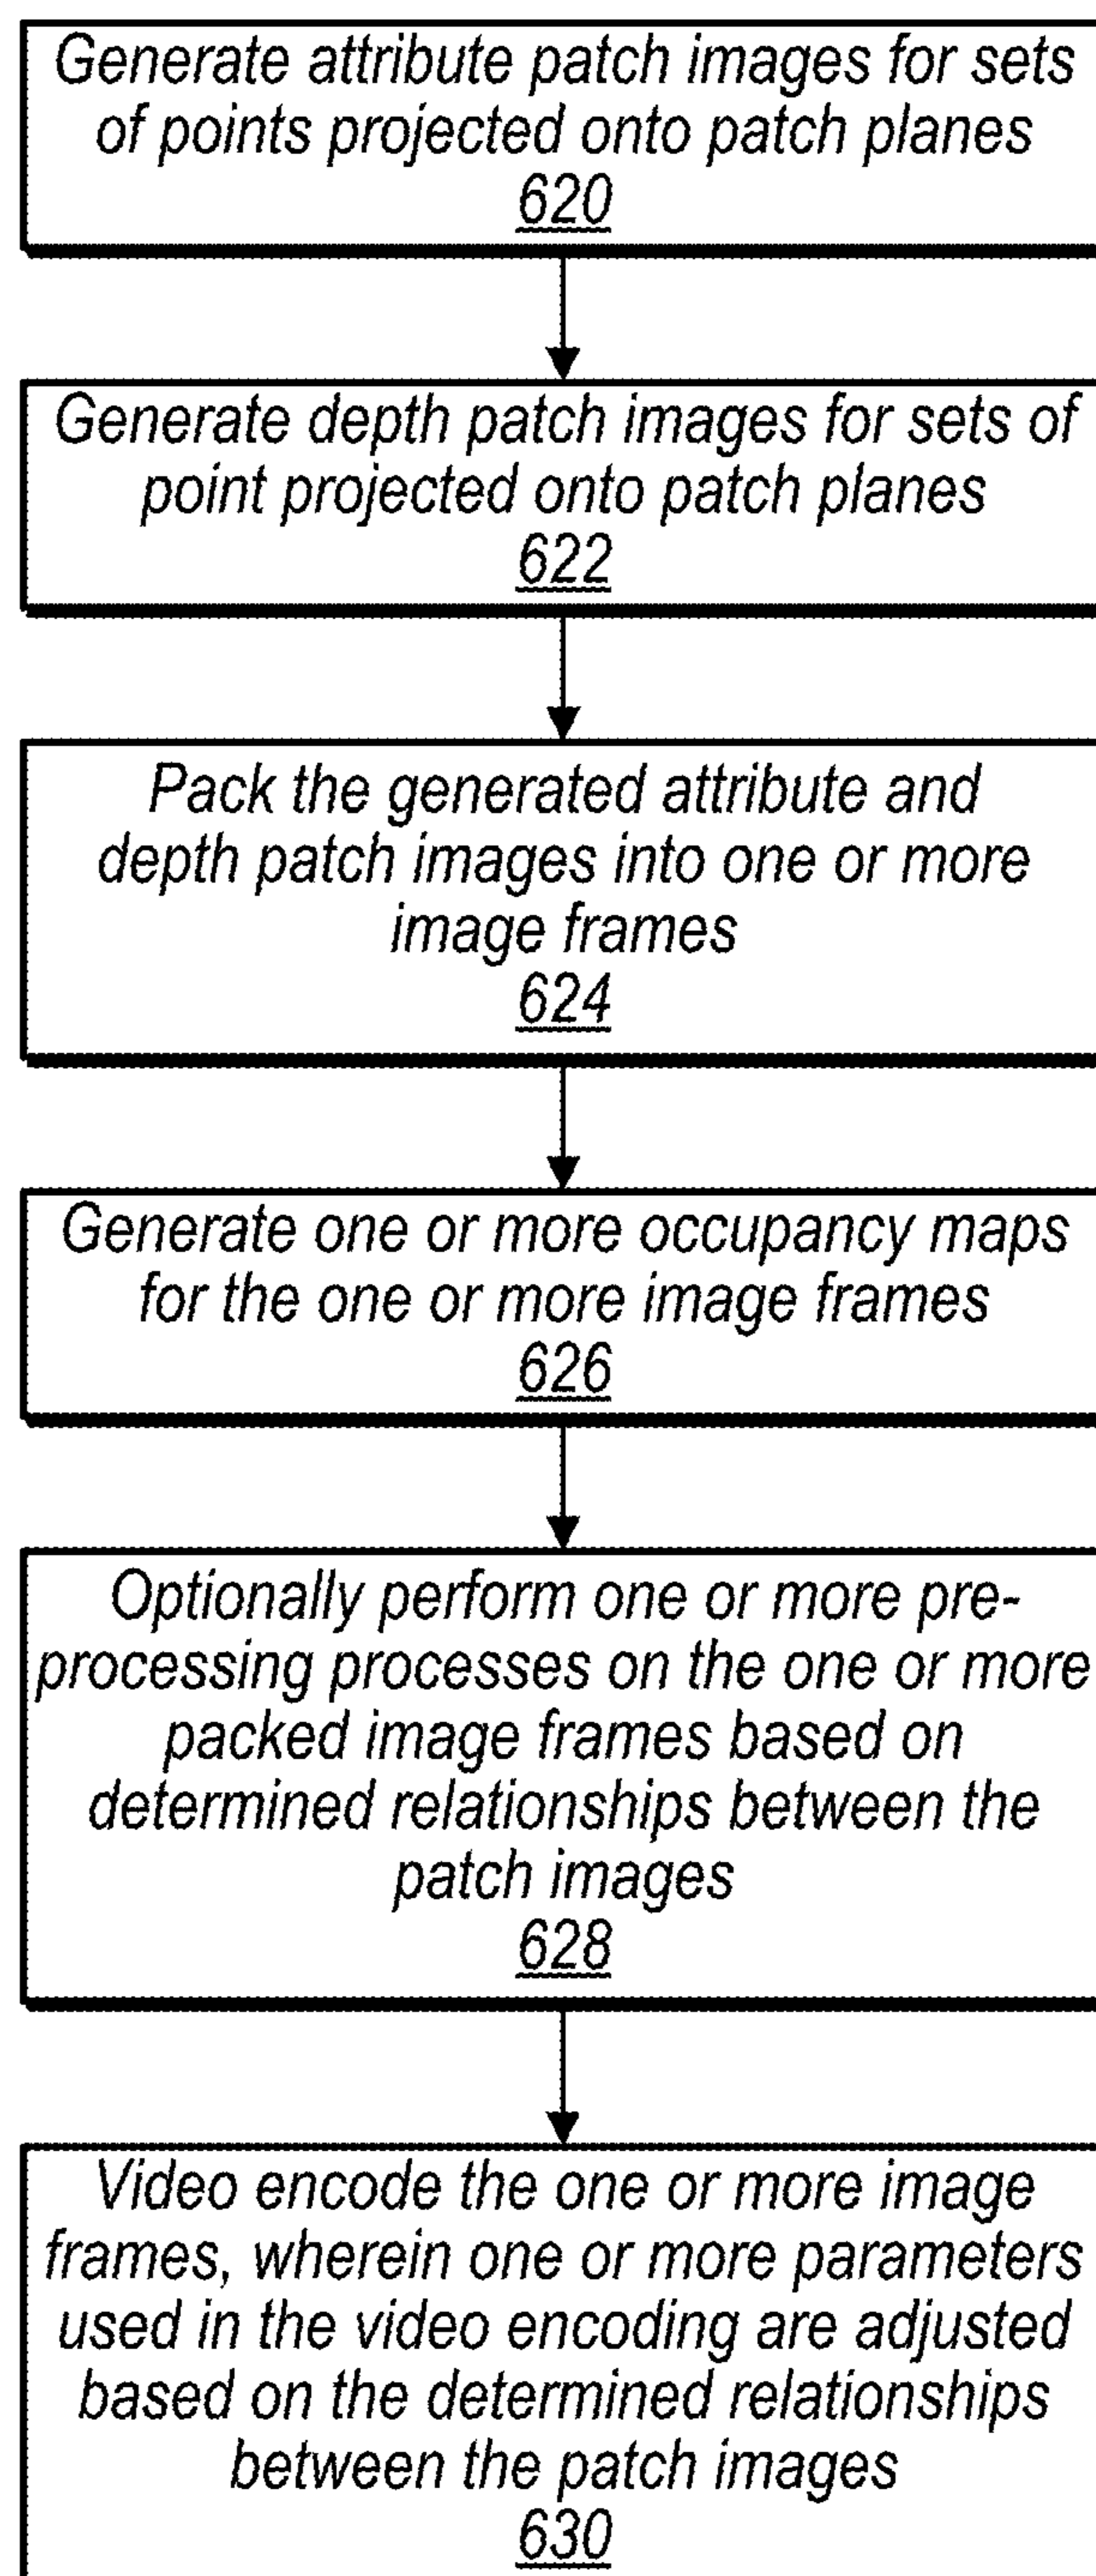 Generate attribute patch images for sets
of points projected onto patch planes
620
Generate depth patch images for sets of
point projected onto patch planes
622
Pack the generated attribute and
depth patch images into one or more
image frames
624
Generate one or more occupancy maps
for the one or more image frames
626
Optionally perform one or more pre-
processing processes on the one or more
packed image frames based on
determined relationships between the
patch images
628
Video encode the one or more image
frames, wherein one or more parameters
used in the video encoding are adjusted
based on the determined relationships
between the patch images
630